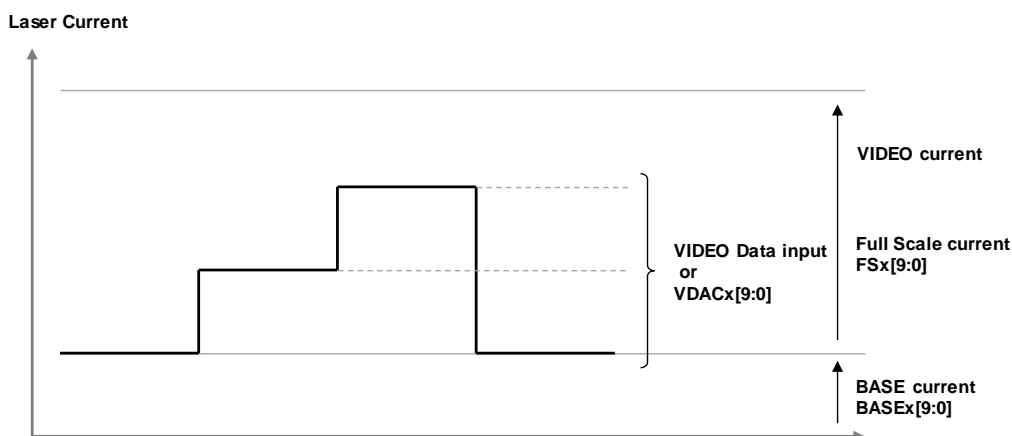 Laser Current
VIDEO current
VIDEO Data input
or
VDACx[9:0]
Full Scale current
FSx[9:0]
BASE current
BASEx[9:0]